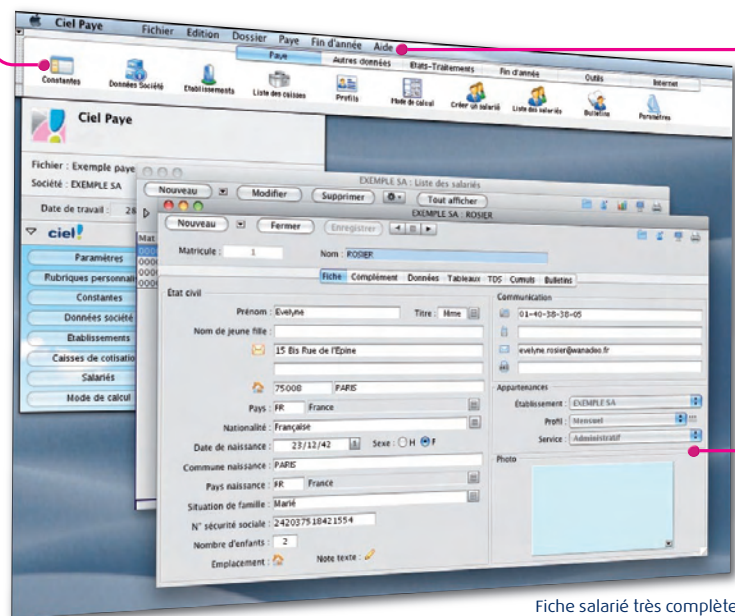 Ciel Paye Fichier Edition Dossier Paye Fin d'année Aide
Paye Autres données Etats-Traitements Fin d'année Outils Internet
Constantes Données Société Etablissements Liste des caisses Profils Mode de calcul Créer un salarié Liste des salariés Bulletins Paramètres
Ciel Paye
Fichier : Exemple paye
Société : EXEMPLE SA
Date de travail : 28
ciel!
Paramètres
Rubriques personnali
Constantes
Données société
Etablissements
Caisses de cotisatio
Salariés
Mode de calcul
EXEMPLE SA : Liste des salariés
Nouveau Modifier Supprimer Tout afficher
Mat
EXEMPLE SA : ROSIER
Nouveau Fermer Enregistrer
Matricule : 1 Nom : ROSIER
Fiche Complément Données Tableaux TDS Cumuls Bulletins
Etat civil
Prénom : Evelyne Titre : Mme
Nom de jeune fille :
15 Bis Rue de l'Epine
75008 PARIS
Pays : FR France
Nationalité : Française
Date de naissance : 23/12/42 Sexe : H F
Commune naissance : PARIS
Pays naissance : FR France
Situation de famille : Marié
N° sécurité sociale : 242037518421554
Nombre d'enfants : 2
Emplacement : Note texte :
Communication
01-40-38-38-05
evelyne.rosier@wanadeo.fr
Appartenances
Établissement : EXEMPLE SA
Profil : Mensuel
Service : Administratif
Photo
Fiche salarié très complète